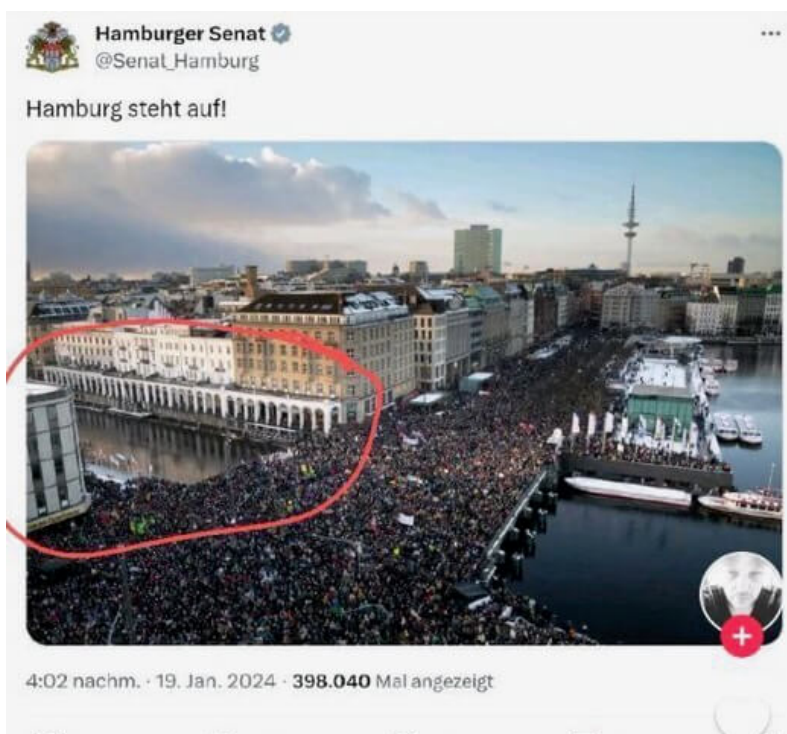 Hamburger Senat
@Senat_Hamburg
Hamburg steht auf!
4:02 nachm. · 19. Jan. 2024 · 398.040 Mal angezeigt